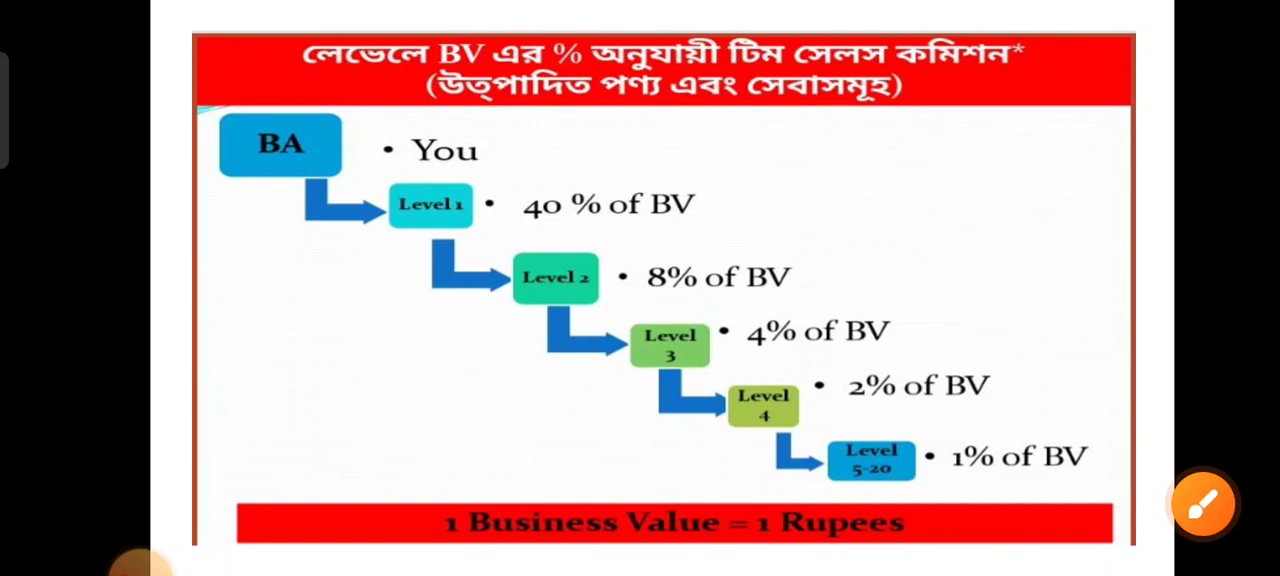 লেভেলে BV এর % অনুযায়ী টিম সেলস কমিশন*
(উত্পাদিত পণ্য এবং সেবাসমূহ)
BA
• You
Level 1
• 40 % of BV
Level 2
• 8% of BV
Level
3
• 4% of BV
Level
4
• 2% of BV
Level
5-20
• 1% of BV
1 Business Value = 1 Rupees